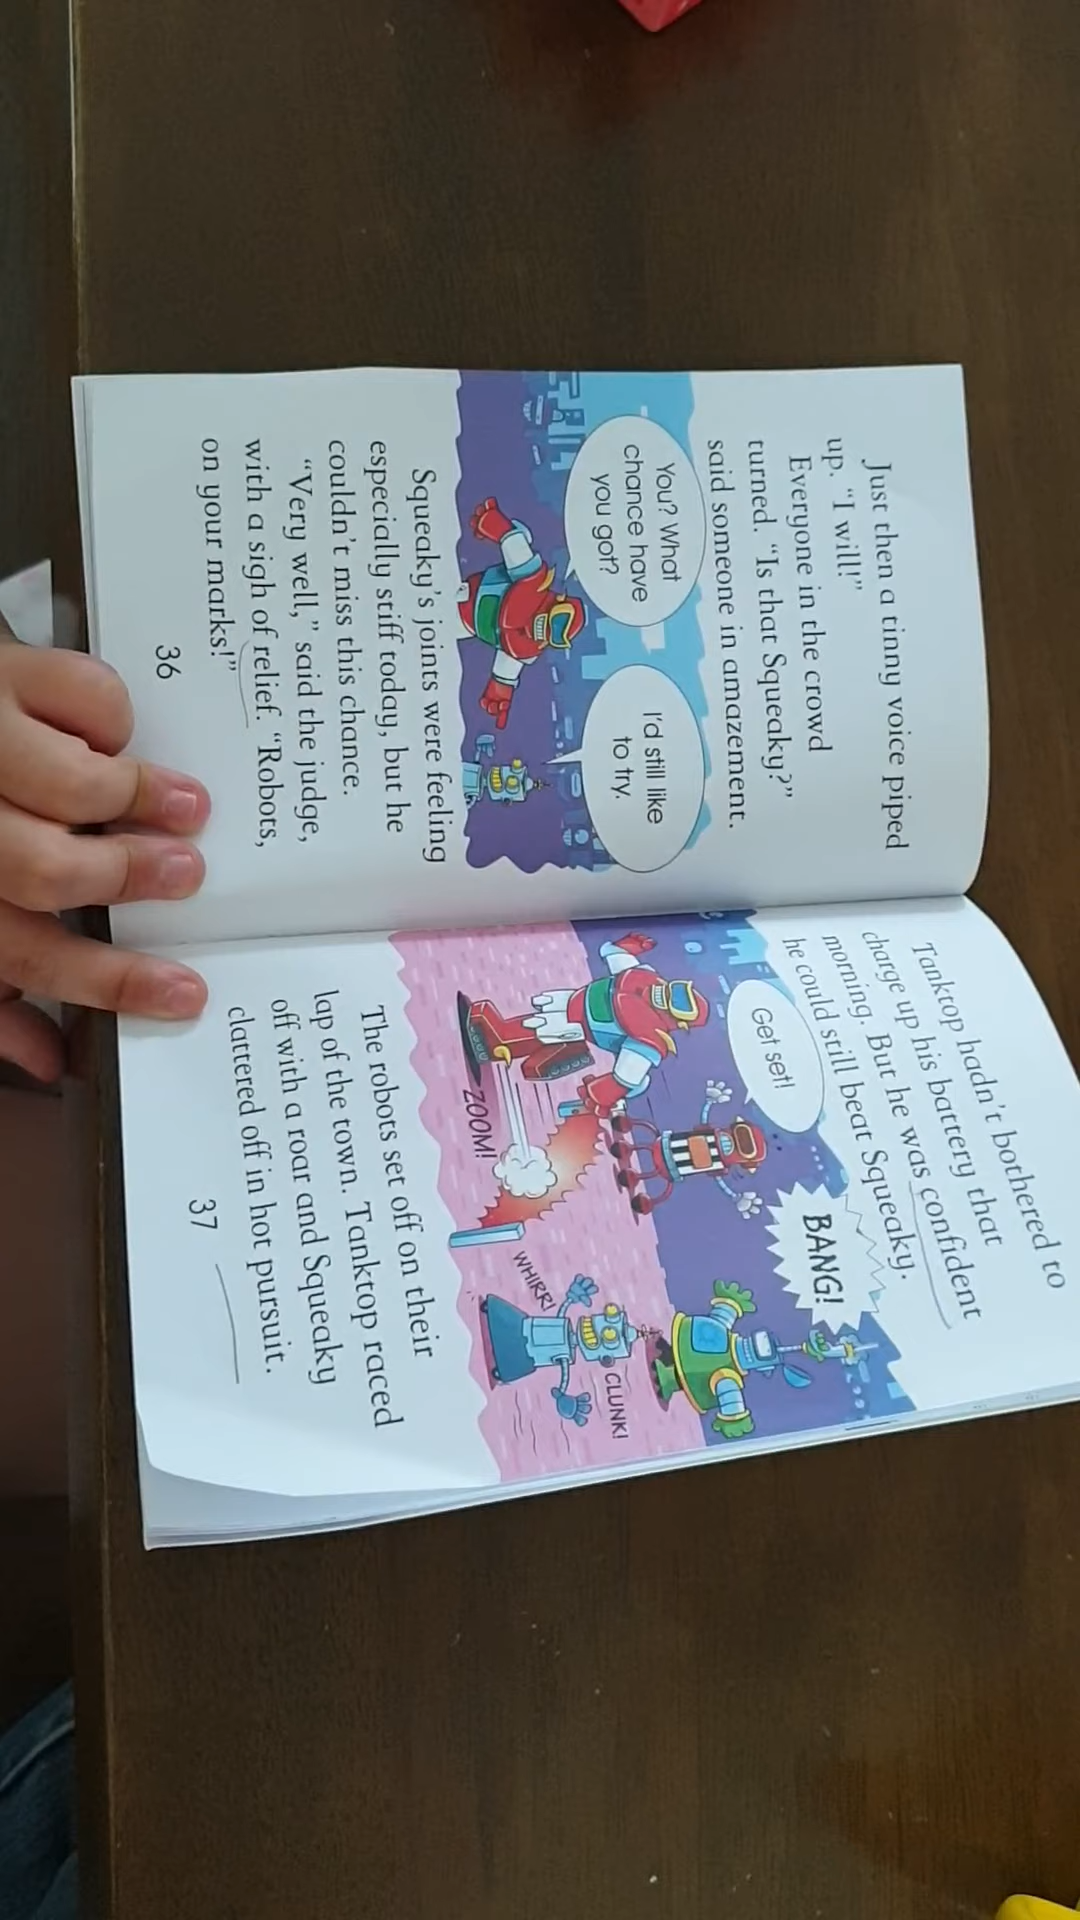 Just then a tinny voice piped
up. “I will!”
Everyone in the crowd
turned. “Is that Squeaky?”
said someone in amazement.
You? What
chance have
you got?
I’d still like
to try.
Squeaky’s joints were feeling
especially stiff today, but he
couldn’t miss this chance.
“Very well,” said the judge,
with a sigh of relief. “Robots,
on your marks!”
36
Tanktop hadn’t bothered to
charge up his battery that
morning. But he was confident
he could still beat Squeaky.
Get set!
BANG!
ZOOM!
WHIRR!
CLUNK!
The robots set off on their
lap of the town. Tanktop raced
off with a roar and Squeaky
clattered off in hot pursuit.
37